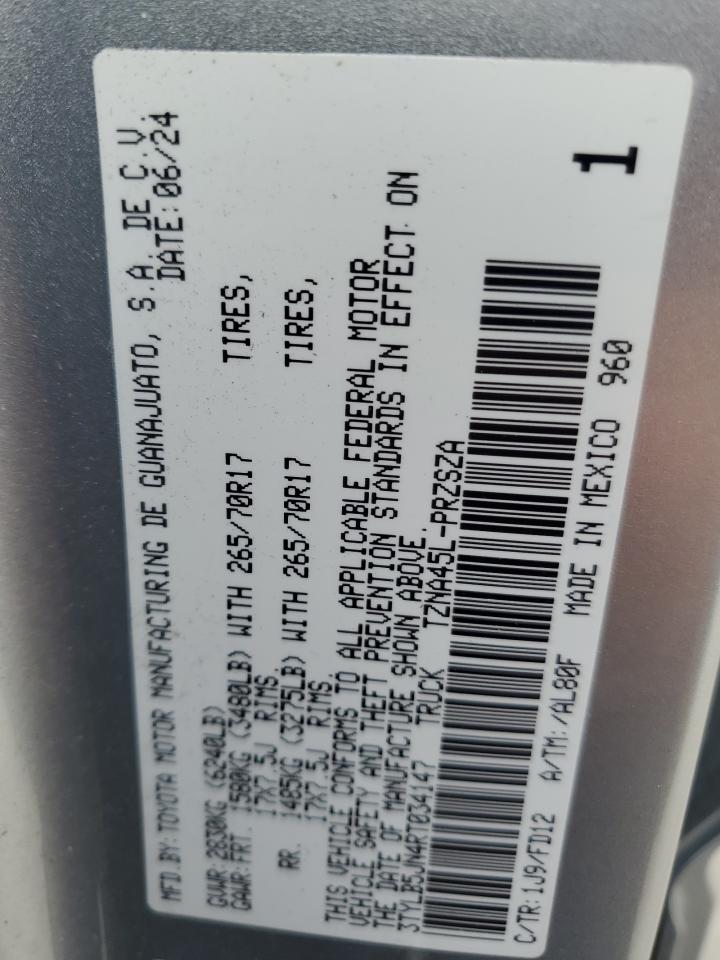 MFD.BY:TOYOTA MOTOR MANUFACTURING DE GUANAJUATO, S.A. DE C.V.
DATE:06/24
GVWR:2830KG (6240LB)
GAWR:FRT. 1580KG (3480LB) WITH 265/70R17 TIRES,
17X7.5J RIMS.
RR. 1485KG (3275LB) WITH 265/70R17 TIRES,
17X7.5J RIMS.
THIS VEHICLE CONFORMS TO ALL APPLICABLE FEDERAL MOTOR
VEHICLE SAFETY AND THEFT PREVENTION STANDARDS IN EFFECT ON
THE DATE OF MANUFACTURE SHOWN ABOVE.
3TYLB5JN4RT034147 TRUCK TZNA45L-PRZSZA
1
C/TR:1J9/FD12 A/TM:/AL80F MADE IN MEXICO 960